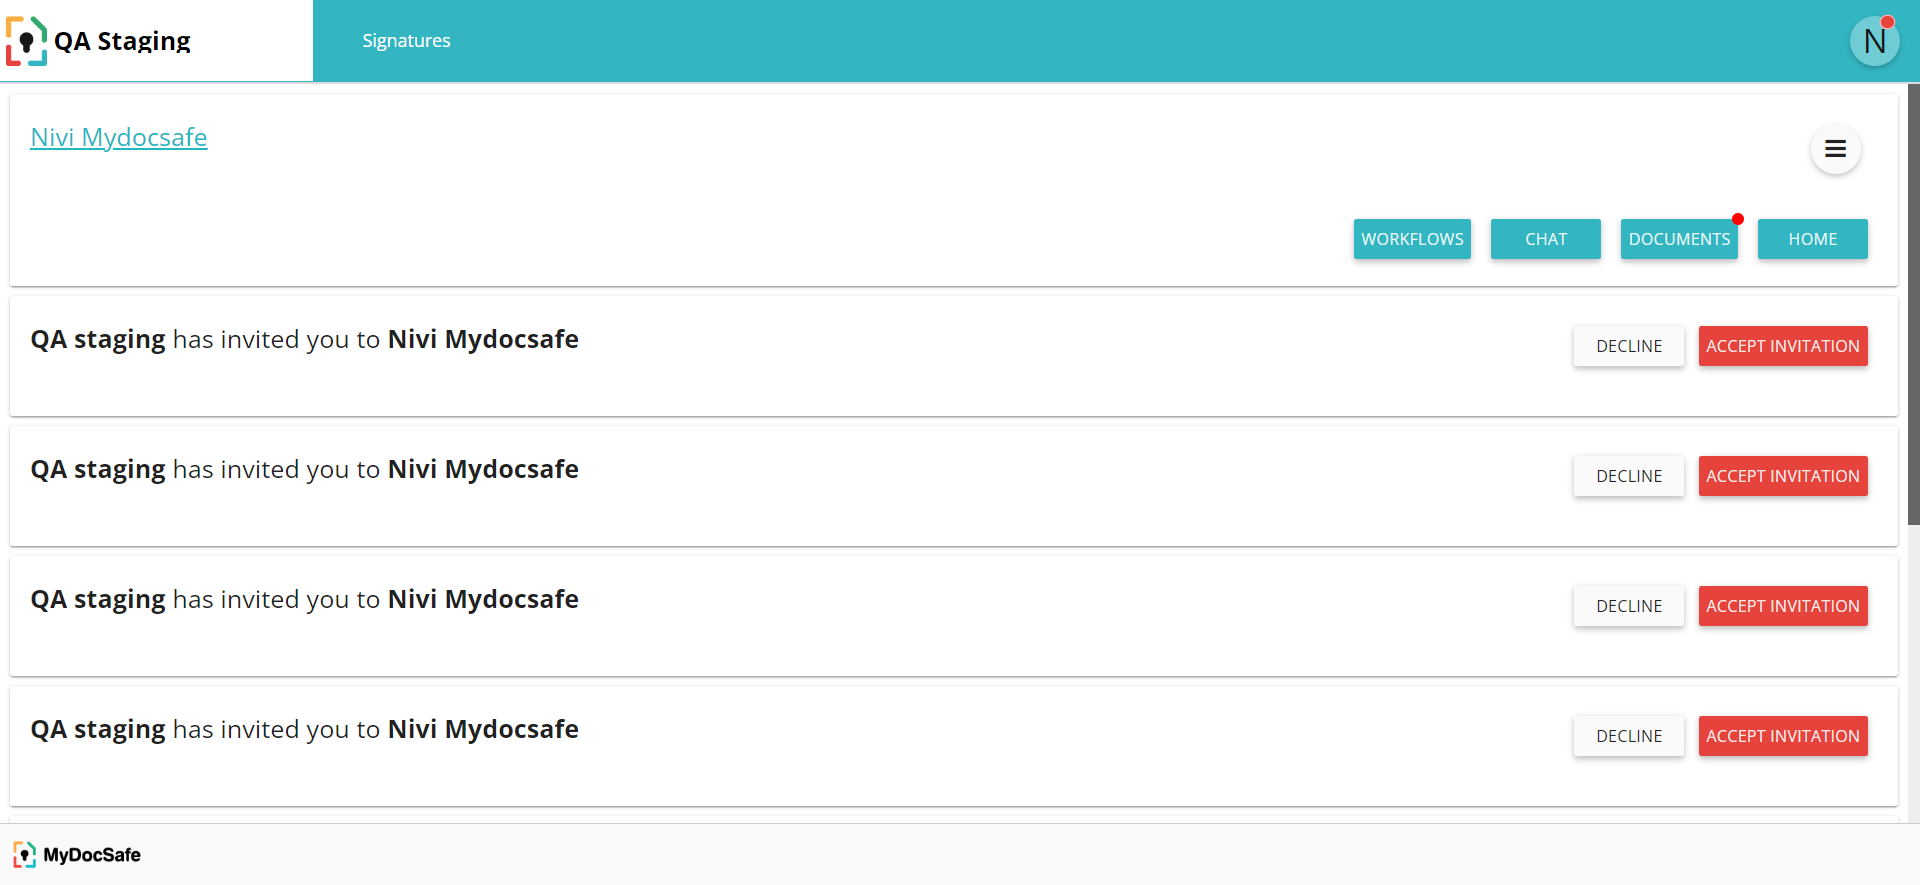 QA Staging
Signatures
N
Nivi Mydocsafe
WORKFLOWS CHAT DOCUMENTS HOME
QA staging has invited you to Nivi Mydocsafe
DECLINE ACCEPT INVITATION
QA staging has invited you to Nivi Mydocsafe
DECLINE ACCEPT INVITATION
QA staging has invited you to Nivi Mydocsafe
DECLINE ACCEPT INVITATION
QA staging has invited you to Nivi Mydocsafe
DECLINE ACCEPT INVITATION
MyDocSafe